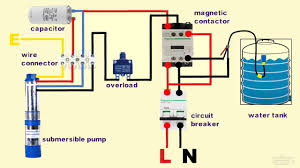 capacitor
magnetic
contactor
E
wire
connector
overload
circuit
breaker
water tank
submersible pump
L N